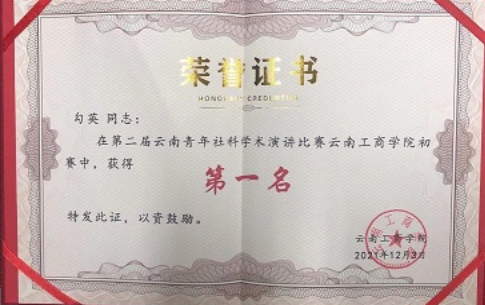 荣誉证书
HONORARY CREDENTIAL
勾英 同志：
在第二届云南青年社科学术演讲比赛云南工商学院初
赛中，获得
第一名
特发此证，以资鼓励。
云南工商学院
2021年12月3日